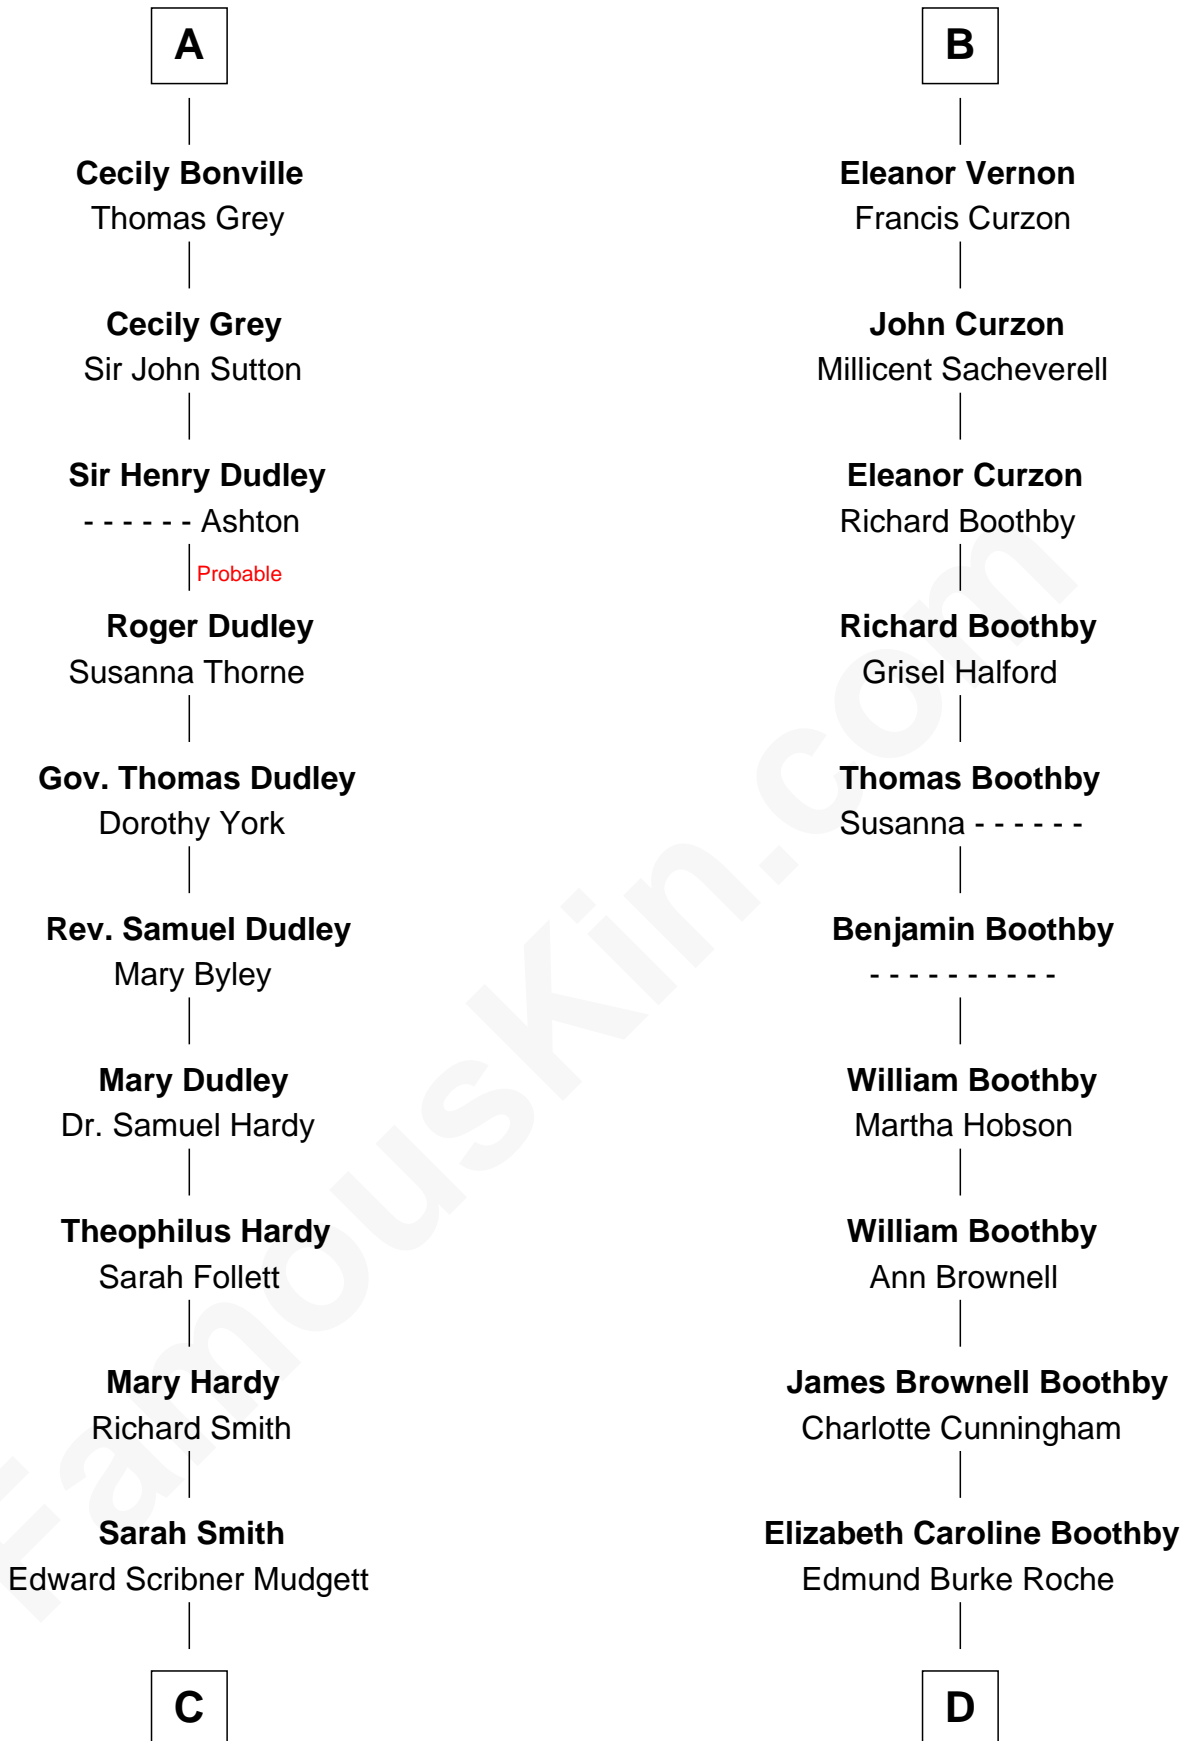 A
Cecily Bonville
Thomas Grey
Cecily Grey
Sir John Sutton
Sir Henry Dudley
- - - - - - Ashton
Probable
Roger Dudley
Susanna Thorne
Gov. Thomas Dudley
Dorothy York
Rev. Samuel Dudley
Mary Byley
Mary Dudley
Dr. Samuel Hardy
Theophilus Hardy
Sarah Follett
Mary Hardy
Richard Smith
Sarah Smith
Edward Scribner Mudgett
C
B
Eleanor Vernon
Francis Curzon
John Curzon
Millicent Sacheverell
Eleanor Curzon
Richard Boothby
Richard Boothby
Grisel Halford
Thomas Boothby
Susanna - - - - - -
Benjamin Boothby
- - - - - - - - - -
William Boothby
Martha Hobson
William Boothby
Ann Brownell
James Brownell Boothby
Charlotte Cunningham
Elizabeth Caroline Boothby
Edmund Burke Roche
D
FamousKin.com